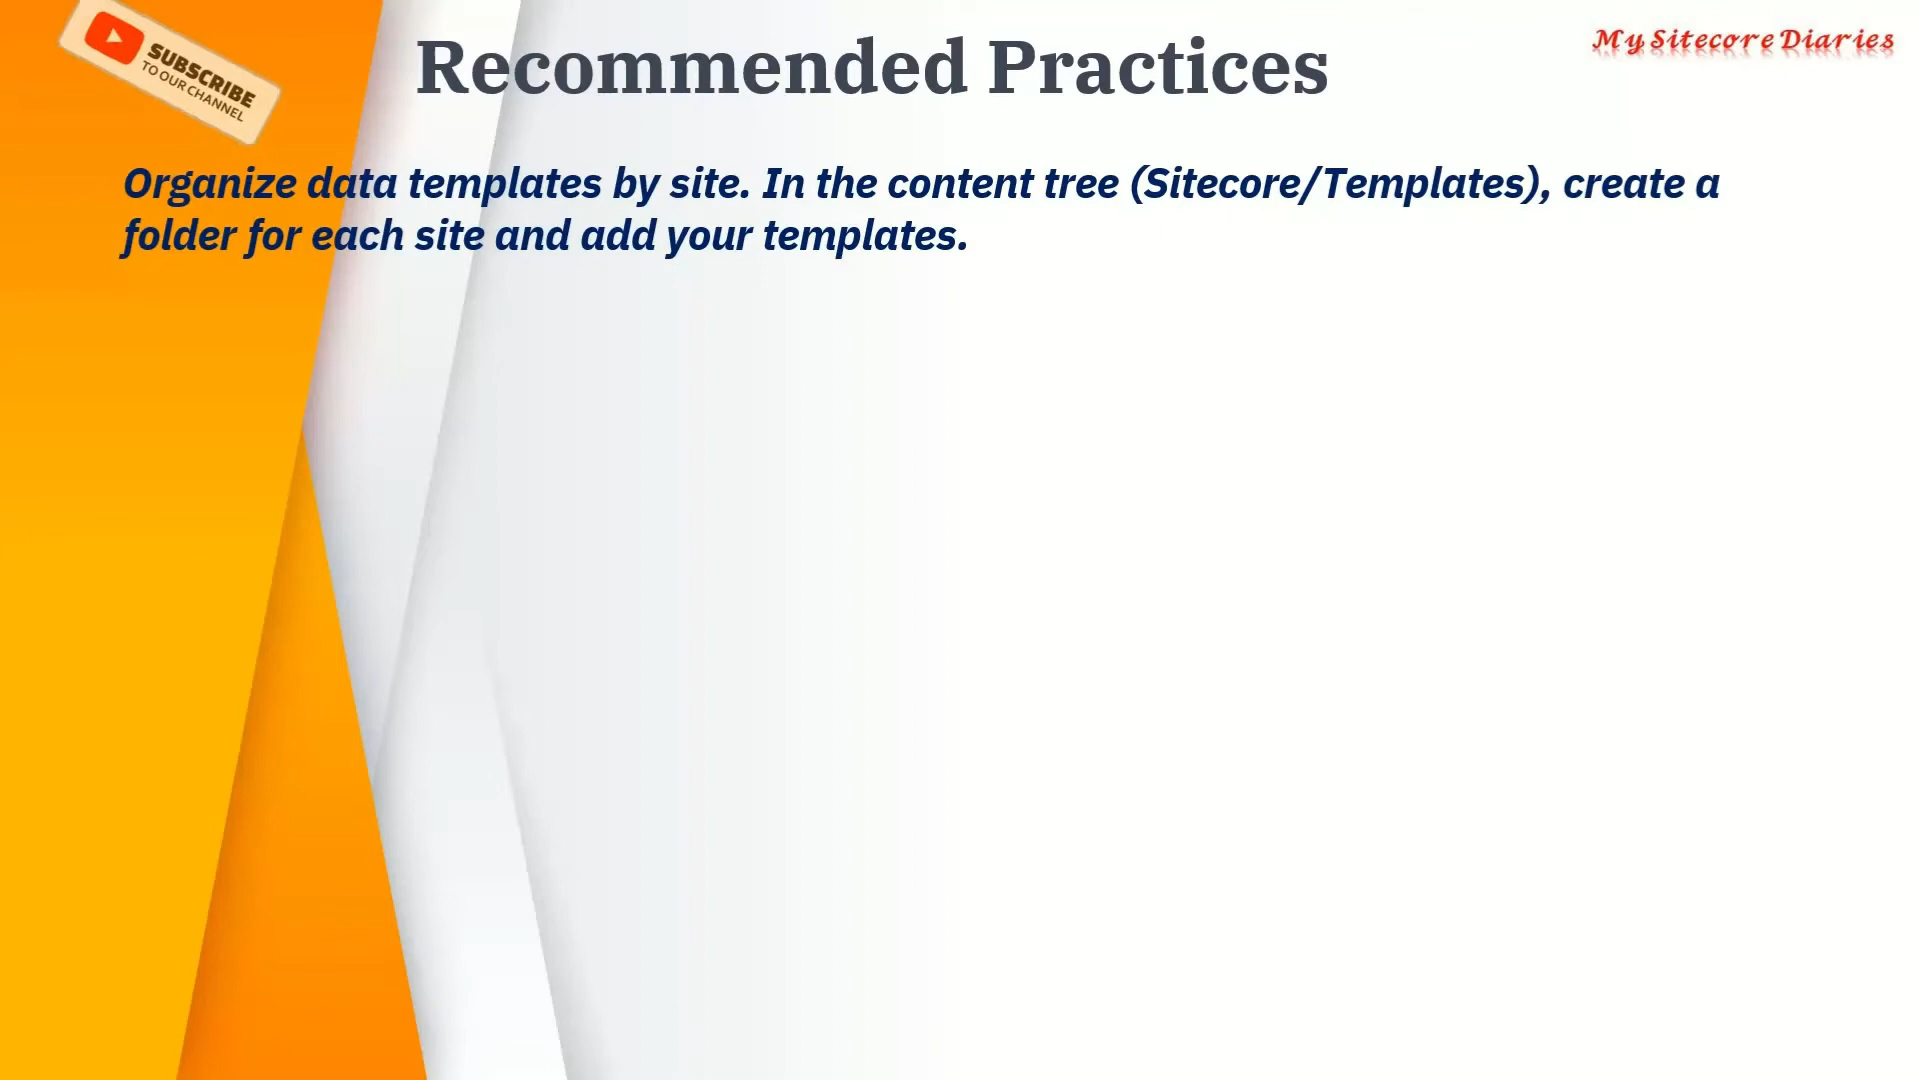 SUBSCRIBE
TO OUR CHANNEL
Recommended Practices
My Sitecore Diaries
Organize data templates by site. In the content tree (Sitecore/Templates), create a
folder for each site and add your templates.